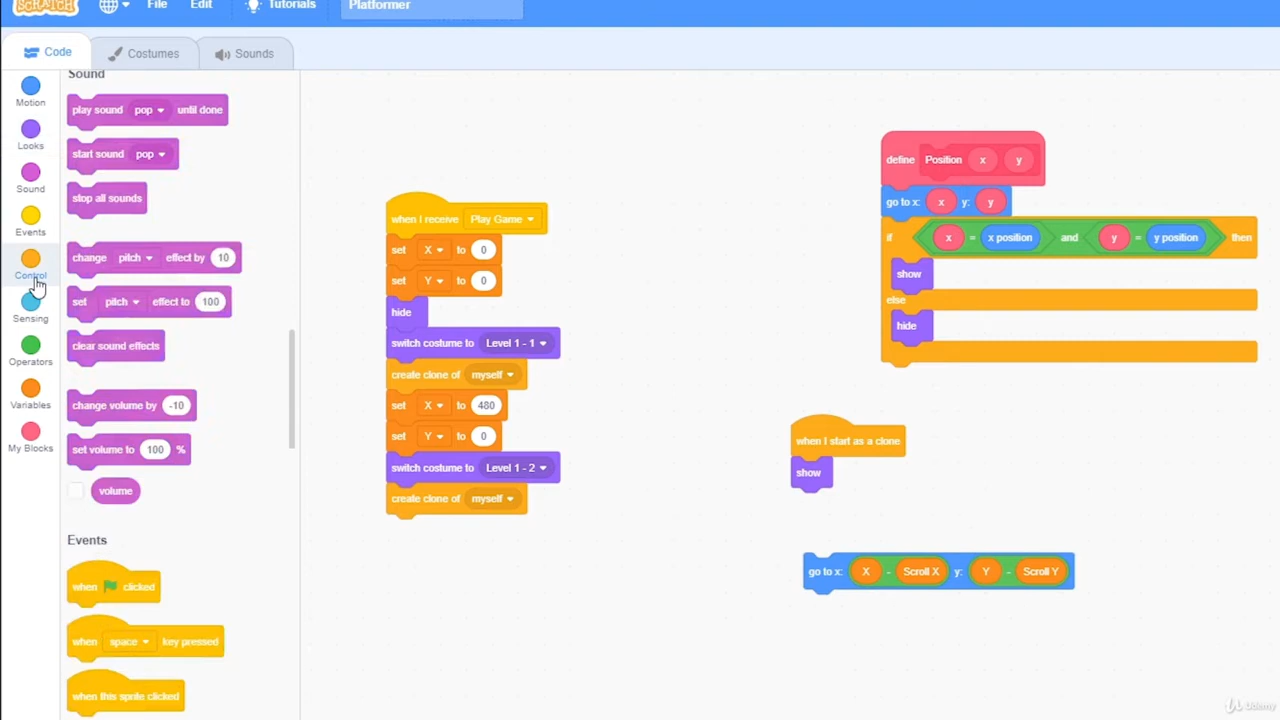 SCRATCH File Edit Tutorials Platformer
Code Costumes Sounds
Motion
Looks
Sound
Events
Control
Sensing
Operators
Variables
My Blocks
Sound
play sound pop until done
start sound pop
stop all sounds
change pitch effect by 10
set pitch effect to 100
clear sound effects
change volume by -10
set volume to 100 %
volume
Events
when clicked
when space key pressed
when this sprite clicked
when I receive Play Game
set X to 0
set Y to 0
hide
switch costume to Level 1 - 1
create clone of myself
set X to 480
set Y to 0
switch costume to Level 1 - 2
create clone of myself
define Position x y
go to x: x y: y
if x = x position and y = y position then
show
else
hide
when I start as a clone
show
go to x: X - Scroll X y: Y - Scroll Y
Udemy